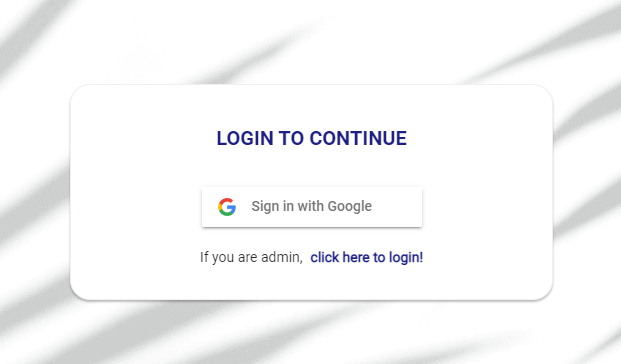 LOGIN TO CONTINUE
Sign in with Google
If you are admin, click here to login!